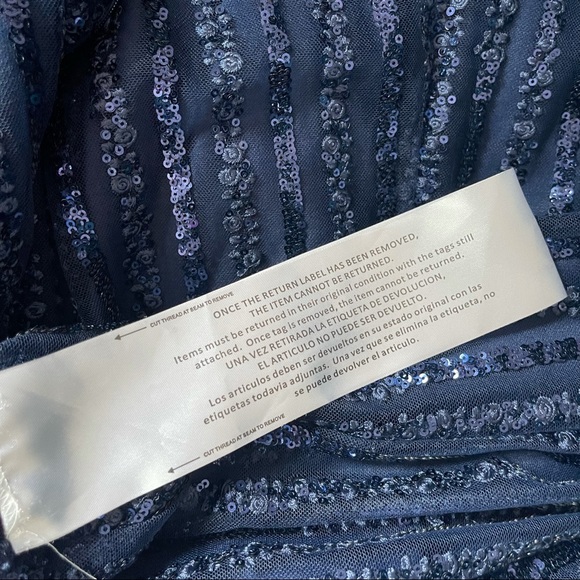 CUT THREAD AT BEAM TO REMOVE
ONCE THE RETURN LABEL HAS BEEN REMOVED,
THE ITEM CANNOT BE RETURNED.
Items must be returned in their original condition with the tags still
attached. Once tag is removed, the item cannot be returned.
UNA VEZ RETIRADA LA ETIQUETA DE DEVOLUCION,
EL ARTICULO NO PUEDE SER DEVUELTO.
Los artículos deben ser devueltos en su estado original con las
etiquetas todavía adjuntas. Una vez que se elimina la etiqueta, no
se puede devolver el artículo.
CUT THREAD AT BEAM TO REMOVE